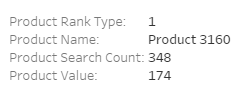 Product Rank Type: 1
Product Name: Product 3160
Product Search Count: 348
Product Value: 174